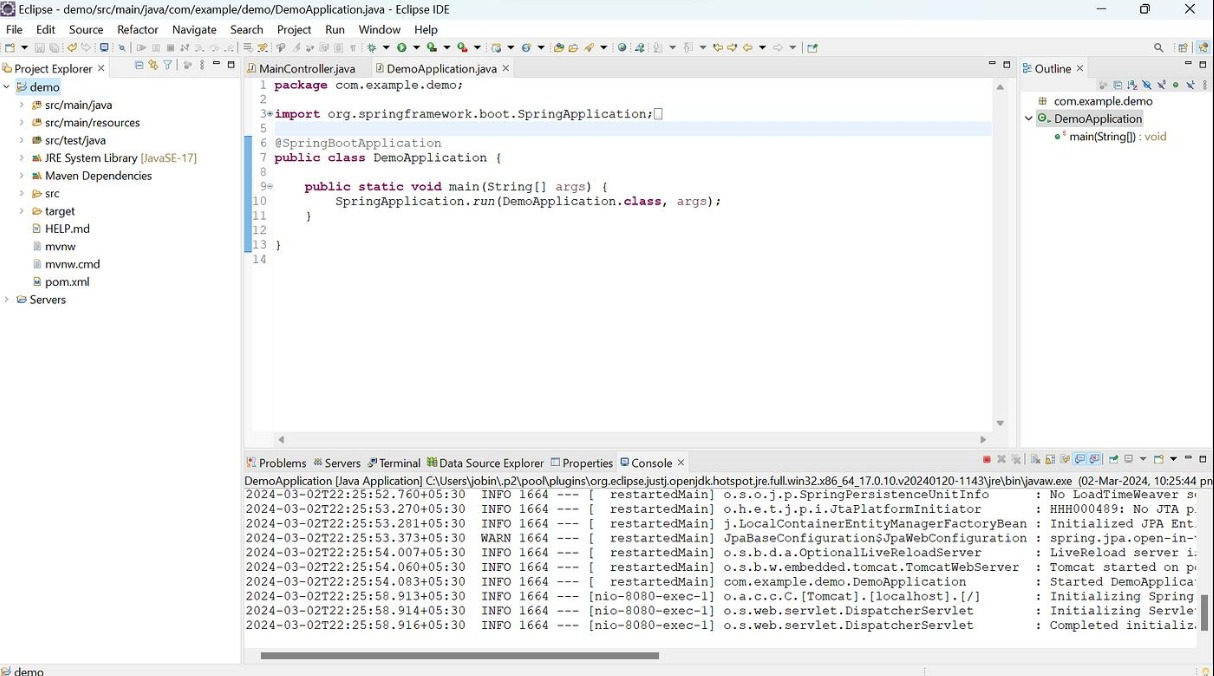 Eclipse - demo/src/main/java/com/example/demo/DemoApplication.java - Eclipse IDE
File Edit Source Refactor Navigate Search Project Run Window Help
Project Explorer
demo
src/main/java
src/main/resources
src/test/java
JRE System Library [JavaSE-17]
Maven Dependencies
src
target
HELP.md
mvnw
mvnw.cmd
pom.xml
Servers
MainController.java DemoApplication.java
1 package com.example.demo;
2
3 import org.springframework.boot.SpringApplication;
5
6 @SpringBootApplication
7 public class DemoApplication {
8
9 public static void main(String[] args) {
10 SpringApplication.run(DemoApplication.class, args);
11 }
12
13 }
14
Outline
com.example.demo
DemoApplication
main(String[]) : void
Problems Servers Terminal Data Source Explorer Properties Console
DemoApplication [Java Application] C:\Users\jobin\.p2\pool\plugins\org.eclipse.justj.openjdk.hotspot.jre.full.win32.x86_64_17.0.10.v20240120-1143\jre\bin\javaw.exe (02-Mar-2024, 10:25:44 pn
2024-03-02T22:25:52.760+05:30 INFO 1664 --- [ restartedMain] o.s.o.j.p.SpringPersistenceUnitInfo : No LoadTimeWeaver se
2024-03-02T22:25:53.270+05:30 INFO 1664 --- [ restartedMain] o.h.e.t.j.p.i.JtaPlatformInitiator : HHH000489: No JTA p
2024-03-02T22:25:53.281+05:30 INFO 1664 --- [ restartedMain] j.LocalContainerEntityManagerFactoryBean : Initialized JPA Ent
2024-03-02T22:25:53.373+05:30 WARN 1664 --- [ restartedMain] JpaBaseConfiguration$JpaWebConfiguration : spring.jpa.open-in-
2024-03-02T22:25:54.007+05:30 INFO 1664 --- [ restartedMain] o.s.b.d.a.OptionalLiveReloadServer : LiveReload server i
2024-03-02T22:25:54.060+05:30 INFO 1664 --- [ restartedMain] o.s.b.w.embedded.tomcat.TomcatWebServer : Tomcat started on po
2024-03-02T22:25:54.083+05:30 INFO 1664 --- [ restartedMain] com.example.demo.DemoApplication : Started DemoApplica
2024-03-02T22:25:58.913+05:30 INFO 1664 --- [nio-8080-exec-1] o.a.c.c.C.[Tomcat].[localhost].[/] : Initializing Spring
2024-03-02T22:25:58.914+05:30 INFO 1664 --- [nio-8080-exec-1] o.s.web.servlet.DispatcherServlet : Initializing Servle
2024-03-02T22:25:58.916+05:30 INFO 1664 --- [nio-8080-exec-1] o.s.web.servlet.DispatcherServlet : Completed initializ
demo